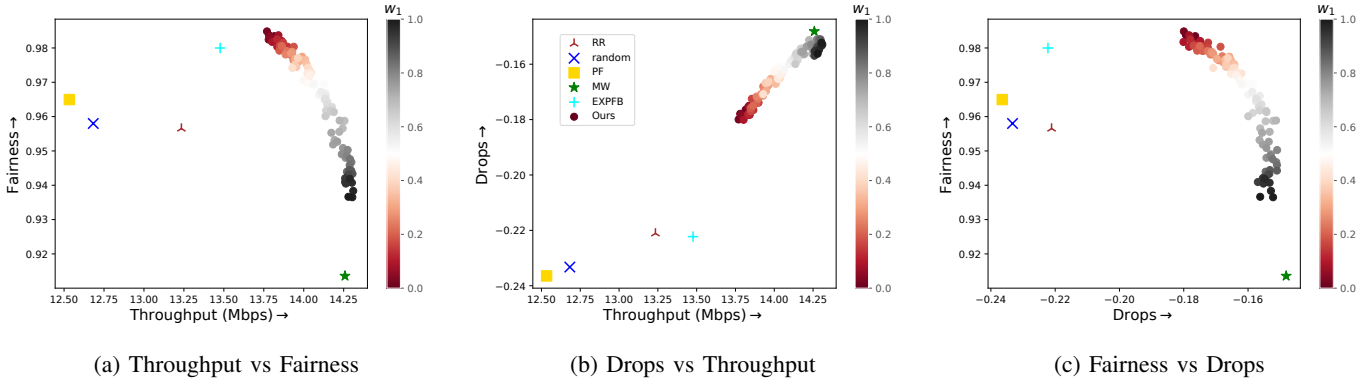 w₁
1.0
0.8
0.6
0.4
0.2
0.0
0.98
0.97
0.96
0.95
0.94
0.93
0.92
Fairness→
12.50 12.75 13.00 13.25 13.50 13.75 14.00 14.25
Throughput (Mbps)→
(a) Throughput vs Fairness
w₁
1.0
0.8
0.6
0.4
0.2
0.0
RR
random
PF
MW
EXPFB
Ours
−0.16
−0.18
−0.20
−0.22
−0.24
Drops→
12.50 12.75 13.00 13.25 13.50 13.75 14.00 14.25
Throughput (Mbps)→
(b) Drops vs Throughput
w₁
1.0
0.8
0.6
0.4
0.2
0.0
0.98
0.97
0.96
0.95
0.94
0.93
0.92
Fairness→
−0.24 −0.22 −0.20 −0.18 −0.16
Drops→
(c) Fairness vs Drops